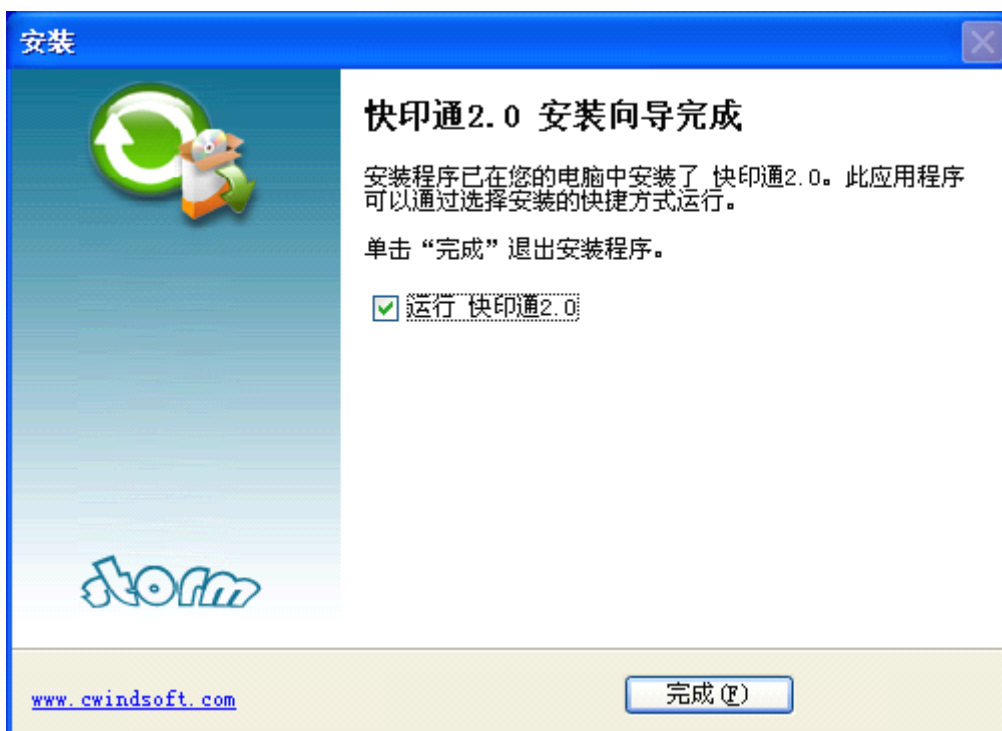 安装
快印通2.0 安装向导完成
安装程序已在您的电脑中安装了 快印通2.0。此应用程序
可以通过选择安装的快捷方式运行。
单击“完成”退出安装程序。
运行 快印通2.0
storm
www.cwindsoft.com
完成(F)